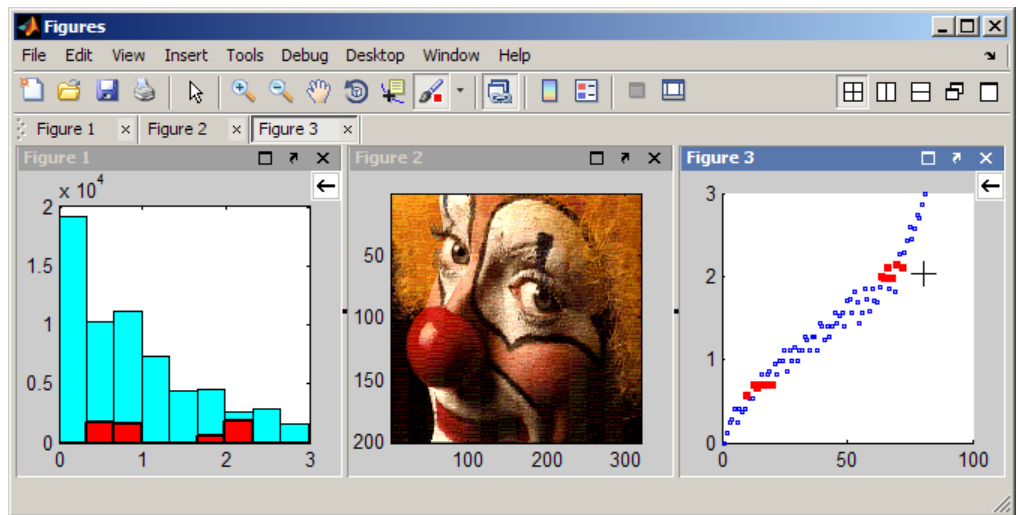 Figures
File Edit View Insert Tools Debug Desktop Window Help
Figure 1 × Figure 2 × Figure 3 ×
Figure 1
x 10^4
2
1.5
1
0.5
0
0 1 2 3
Figure 2
50
100
150
200
100 200 300
Figure 3
3
2
1
0
0 50 100